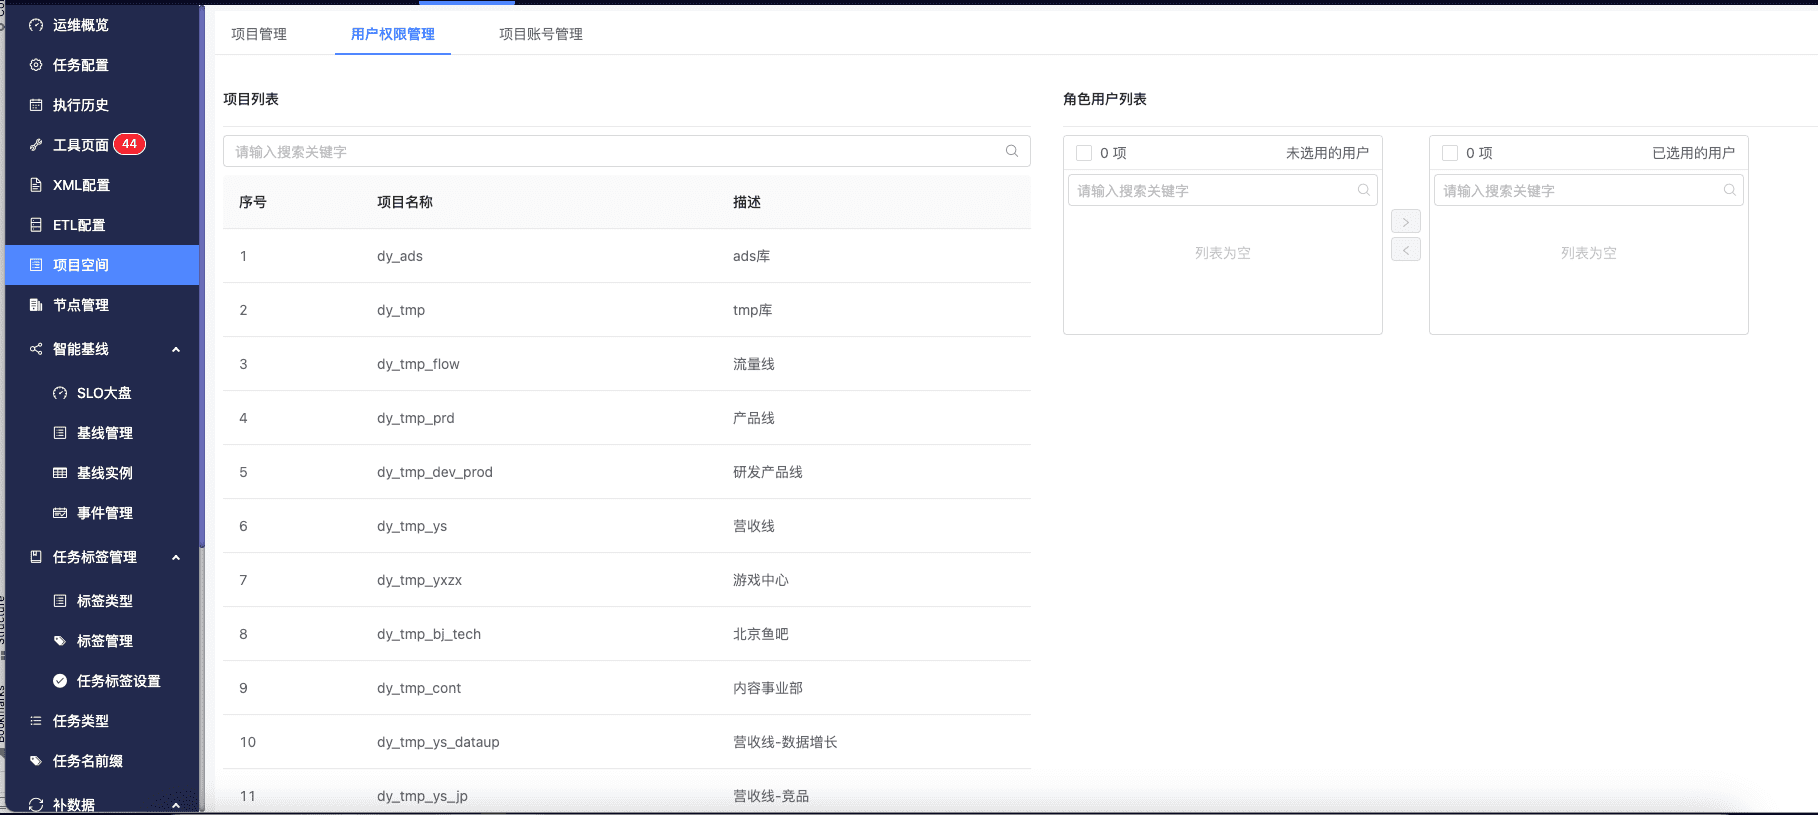 运维概览
任务配置
执行历史
工具页面 44
XML配置
ETL配置
项目空间
节点管理
智能基线
SLO大盘
基线管理
基线实例
事件管理
任务标签管理
标签类型
标签管理
任务标签设置
任务类型
任务名前缀
补数据
项目管理 用户权限管理 项目账号管理
项目列表
请输入搜索关键字
序号 项目名称 描述
1 dy_ads ads库
2 dy_tmp tmp库
3 dy_tmp_flow 流量线
4 dy_tmp_prd 产品线
5 dy_tmp_dev_prod 研发产品线
6 dy_tmp_ys 营收线
7 dy_tmp_yxzx 游戏中心
8 dy_tmp_bj_tech 北京鱼吧
9 dy_tmp_cont 内容事业部
10 dy_tmp_ys_dataup 营收线-数据增长
11 dy_tmp_ys_jp 营收线-竞品
角色用户列表
0 项 未选用的用户
请输入搜索关键字
列表为空
0 项 已选用的用户
请输入搜索关键字
列表为空